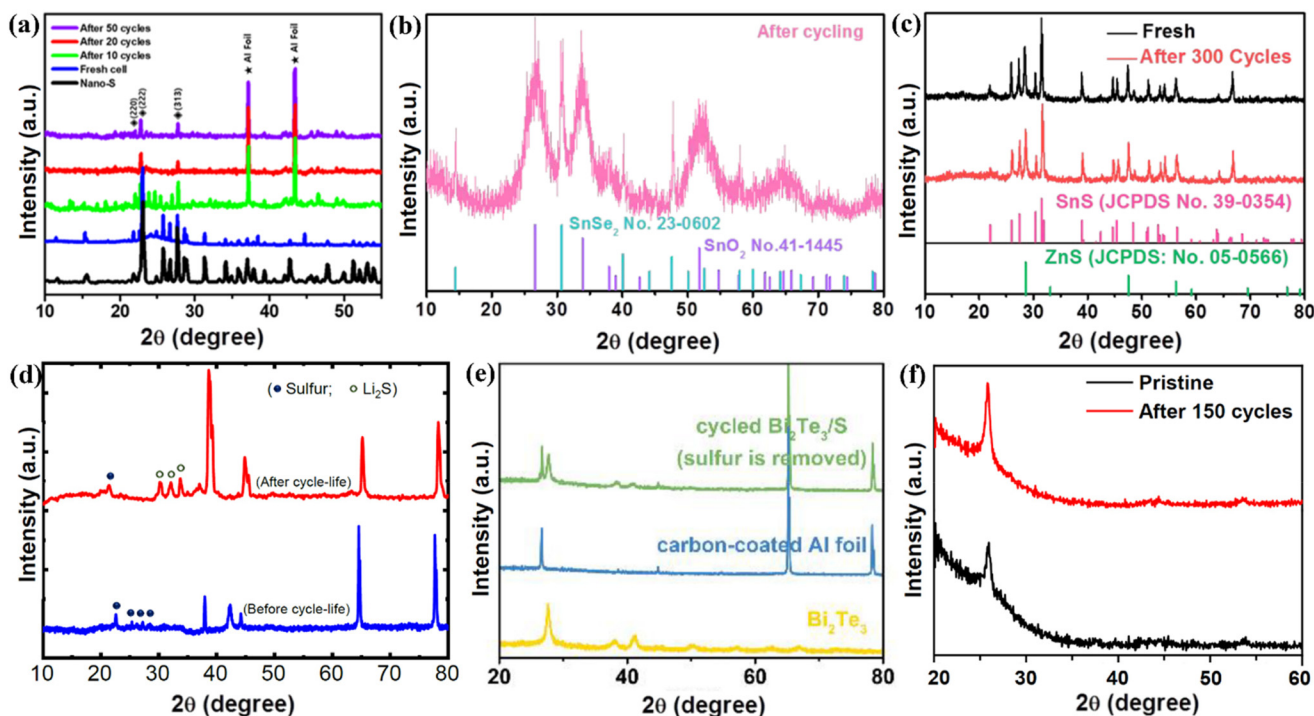 (a)
After 50 cycles
After 20 cycles
After 10 cycles
Fresh cell
Nano-S
(220)
(222)
(313)
★ Al Foil
★ Al Foil
Intensity (a.u.)
10 15 20 25 30 35 40 45 50
2θ (degree)
(b)
After cycling
SnSe₂ No. 23-0602
SnO₂ No.41-1445
Intensity (a.u.)
10 20 30 40 50 60 70 80
2θ (degree)
(c)
Fresh
After 300 Cycles
SnS (JCPDS No. 39-0354)
ZnS (JCPDS: No. 05-0566)
Intensity (a.u.)
10 20 30 40 50 60 70 80
2θ (degree)
(d)
( Sulfur; Li₂S)
(After cycle-life)
(Before cycle-life)
Intensity (a.u.)
10 20 30 40 50 60 70 80
2θ (degree)
(e)
cycled Bi₂Te₃/S
(sulfur is removed)
carbon-coated Al foil
Bi₂Te₃
Intensity (a.u.)
20 40 60 80
2θ (degree)
(f)
Pristine
After 150 cycles
Intensity (a.u.)
20 30 40 50 60
2θ (degree)